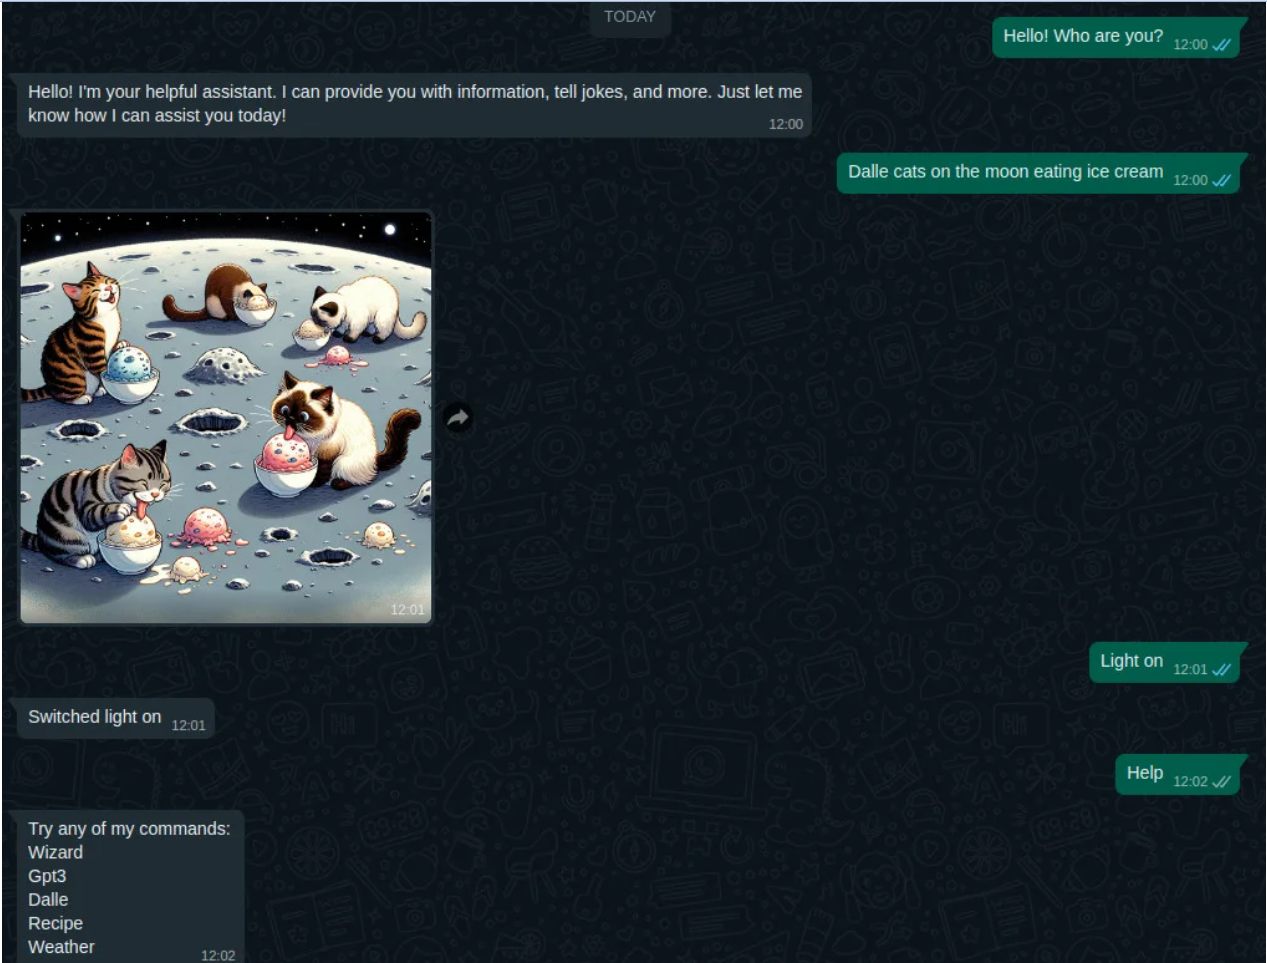 TODAY
Hello! Who are you? 12:00
Hello! I'm your helpful assistant. I can provide you with information, tell jokes, and more. Just let me
know how I can assist you today!
12:00
Dalle cats on the moon eating ice cream 12:00
12:01
Light on 12:01
Switched light on 12:01
Help 12:02
Try any of my commands:
Wizard
Gpt3
Dalle
Recipe
Weather 12:02